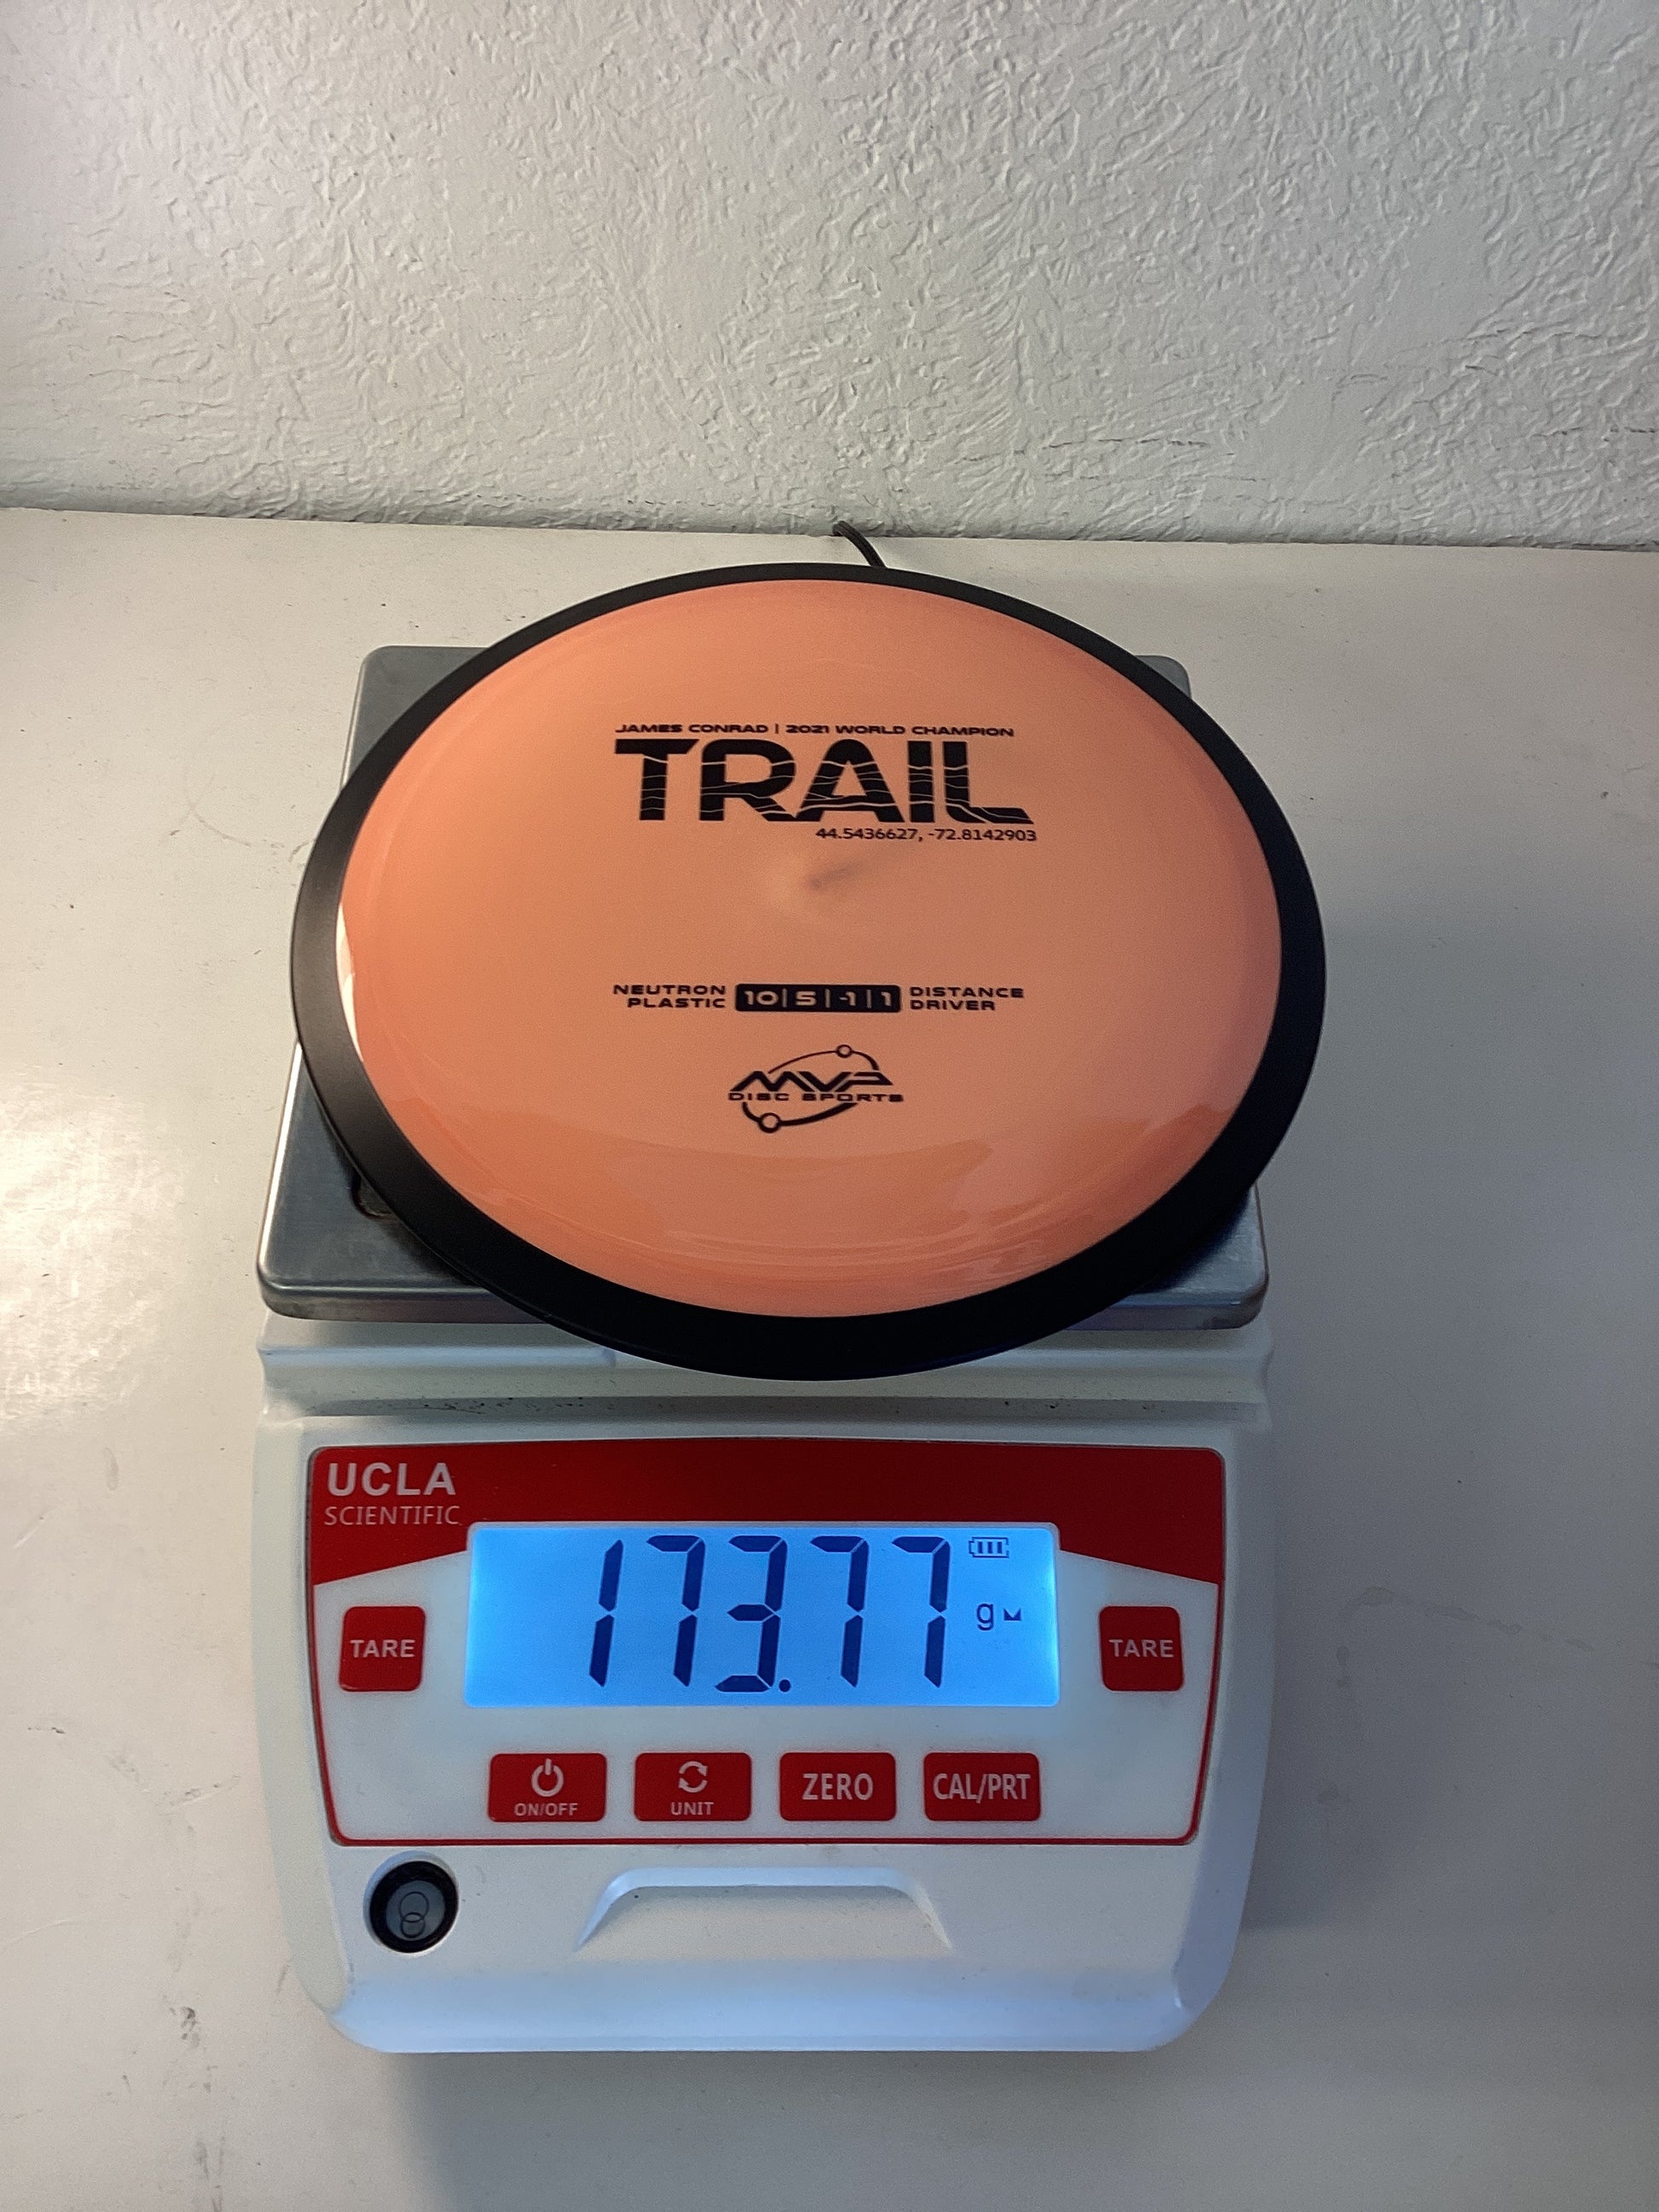 JAMES CONRAD | 2021 WORLD CHAMPION
TRAIL
44.5436627, -72.8142903
NEUTRON PLASTIC 10|5|-1|1 DISTANCE DRIVER
MVP
DISC SPORTS
UCLA
SCIENTIFIC
173.77 g
TARE
TARE
ON/OFF
UNIT
ZERO
CAL/PRT